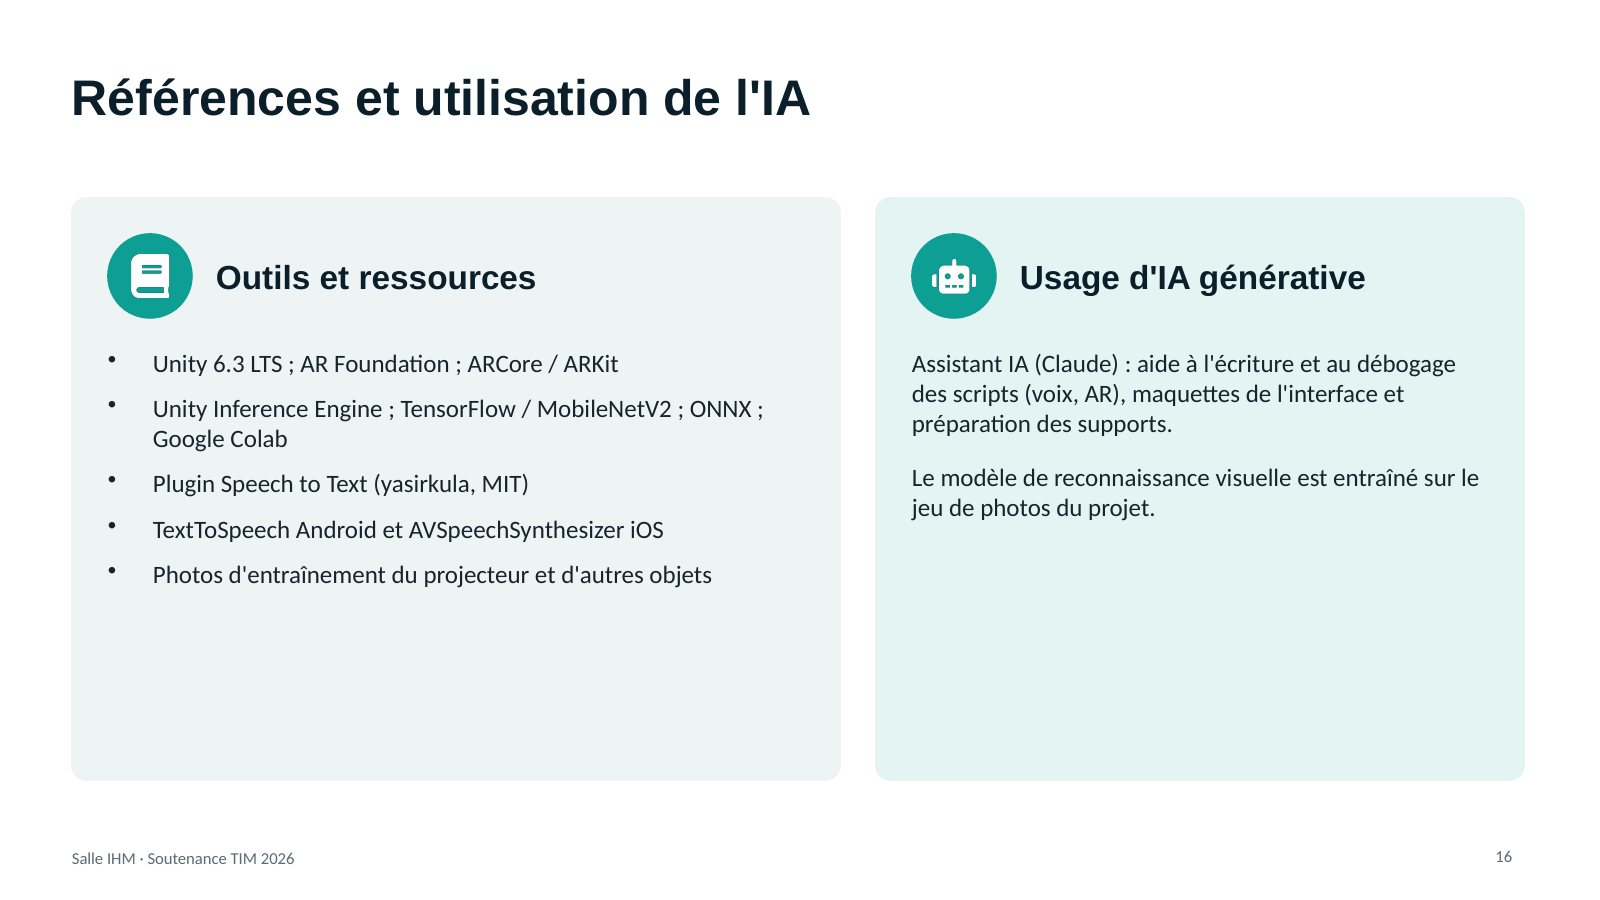 Références et utilisation de l'IA
Outils et ressources
• Unity 6.3 LTS ; AR Foundation ; ARCore / ARKit
• Unity Inference Engine ; TensorFlow / MobileNetV2 ; ONNX ;
Google Colab
• Plugin Speech to Text (yasirkula, MIT)
• TextToSpeech Android et AVSpeechSynthesizer iOS
• Photos d'entraînement du projecteur et d'autres objets
Usage d'IA générative
Assistant IA (Claude) : aide à l'écriture et au débogage
des scripts (voix, AR), maquettes de l'interface et
préparation des supports.
Le modèle de reconnaissance visuelle est entraîné sur le
jeu de photos du projet.
Salle IHM · Soutenance TIM 2026
16